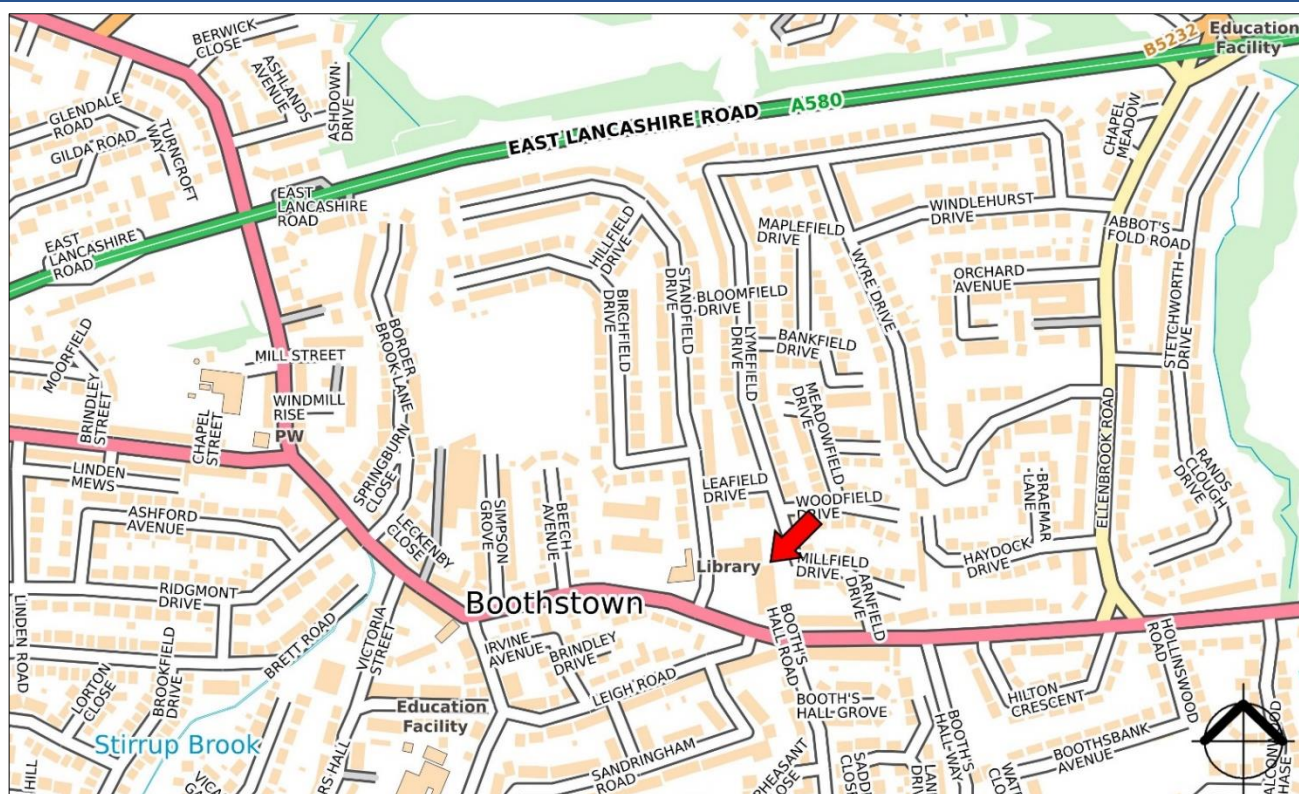 BERWICK
CLOSE
ASHLANDS
AVENUE
ASHDOWN
DRIVE
GLENDALE
ROAD
GILDA ROAD
TURNCROFT
WAY
EAST LANCASHIRE ROAD
A580
B5232
Education
Facility
CHAPEL
MEADOW
EAST
LANCASHIRE
ROAD
EAST
LANCASHIRE
ROAD
HILLFIELD
DRIVE
MAPLEFIELD
DRIVE
WINDLEHURST
DRIVE
ABBOT'S
FOLD ROAD
WYRE DRIVE
ORCHARD
AVENUE
STANDFIELD
DRIVE
BIRCHFIELD
DRIVE
BLOOMFIELD
DRIVE
LYMEFIELD
DRIVE
BANKFIELD
DRIVE
STETCHWORTH
DRIVE
MOORFIELD
BORDER
BROOK LANE
MILL STREET
BRINDLEY
STREET
CHAPEL
STREET
WINDMILL
RISE
PW
MEADOWFIELD
DRIVE
ELLENBROOK ROAD
LINDEN
MEWS
SPRINGBURN
CLOSE
LEAFIELD
DRIVE
WOODFIELD
DRIVE
BRAEMAR
LANE
RANDS
CLOUGH
DRIVE
ASHFORD
AVENUE
LECKENBY
CLOSE
SIMPSON
GROVE
BEECH
AVENUE
HAYDOCK
DRIVE
Library
MILLFIELD
DRIVE
ARNFIELD
DRIVE
RIDGMONT
DRIVE
Boothstown
LINDEN ROAD
BRETT ROAD
VICTORIA
STREET
IRVINE
AVENUE
BRINDLEY
DRIVE
BOOTH'S
HALL ROAD
HOLLINSWOOD
ROAD
LORTON
CLOSE
BROOKFIELD
DRIVE
LEIGH ROAD
Education
Facility
BOOTH'S
HALL GROVE
HILTON
CRESCENT
BOOTH'S
HALL WAY
BOOTHSBANK
AVENUE
Stirrup Brook
SANDRINGHAM
ROAD